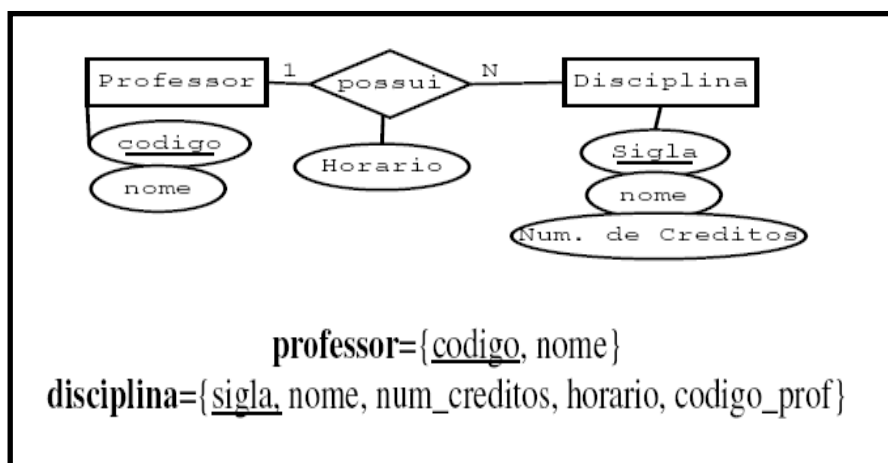 Professor 1 possui N Disciplina
codigo
nome
Horario
Sigla
nome
Num. de Creditos
professor={codigo, nome}
disciplina={sigla, nome, num_creditos, horario, codigo_prof}